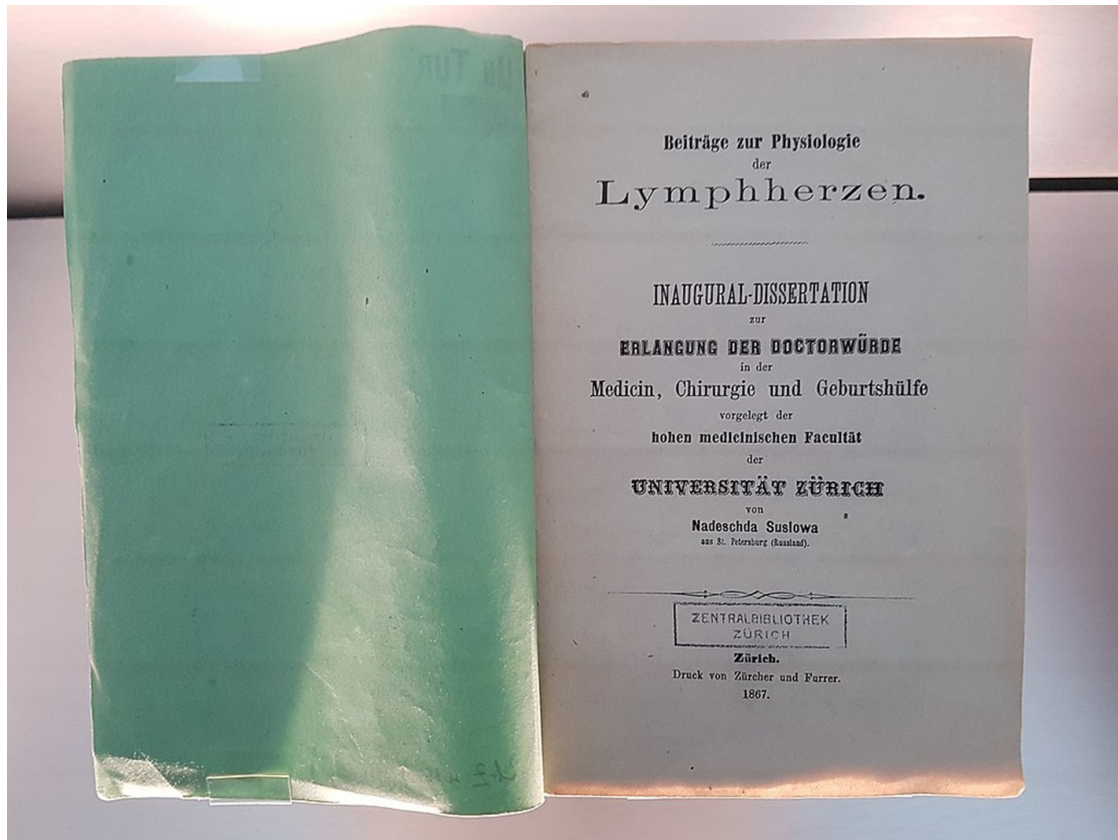 Beiträge zur Physiologie
der
Lymphherzen.
INAUGURAL-DISSERTATION
zur
ERLANGUNG DER DOCTORWÜRDE
in der
Medicin, Chirurgie und Geburtshülfe
vorgelegt der
hohen medicinischen Facultät
der
UNIVERSITÄT ZÜRICH
von
Nadeschda Suslowa
aus St. Petersburg (Russland).
ZENTRALBIBLIOTHEK
ZÜRICH
Zürich.
Druck von Zürcher und Furrer.
1867.